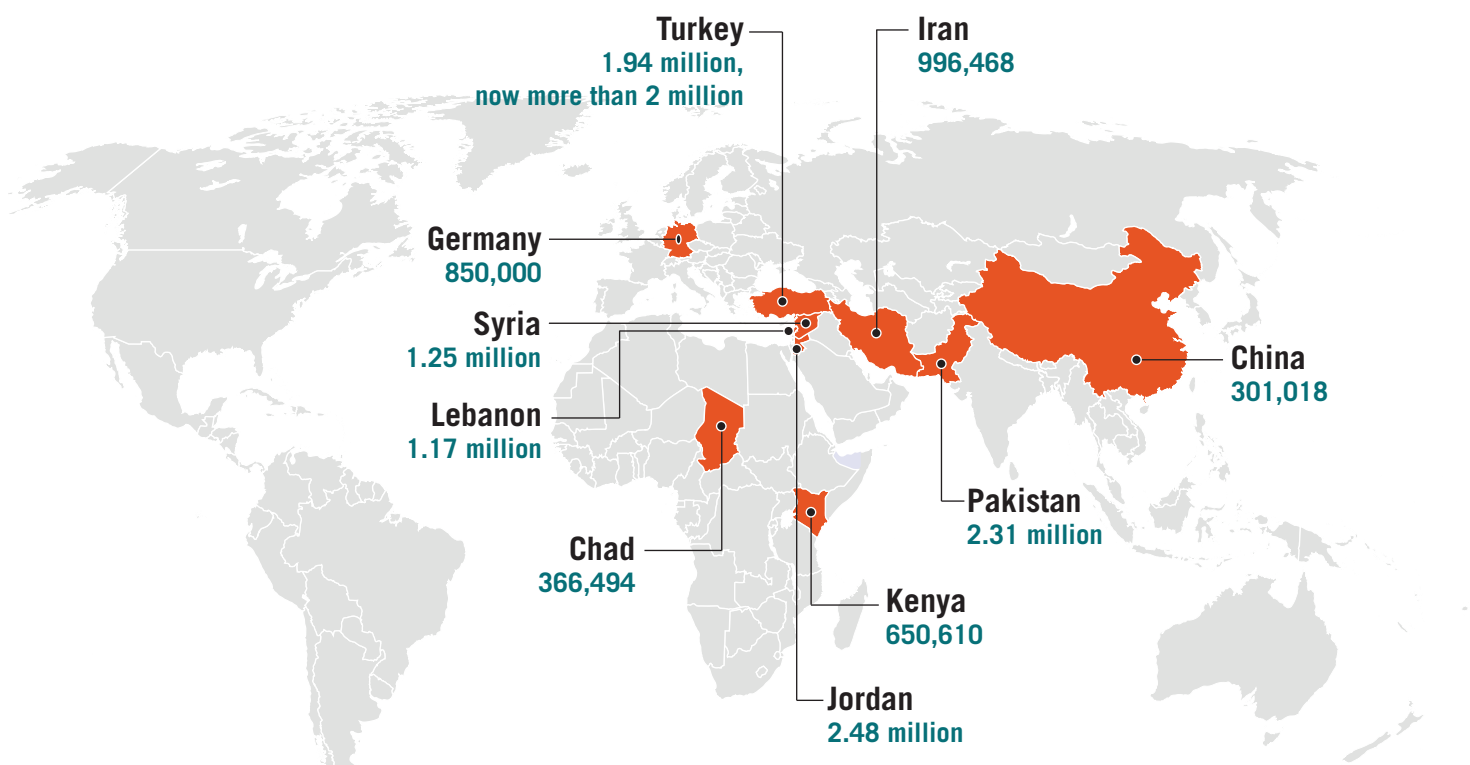 Turkey
1.94 million,
now more than 2 million
Iran
996,468
Germany
850,000
Syria
1.25 million
Lebanon
1.17 million
China
301,018
Pakistan
2.31 million
Chad
366,494
Kenya
650,610
Jordan
2.48 million